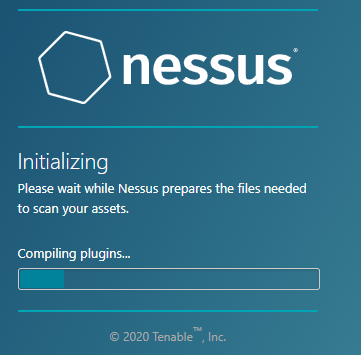 nessus®
Initializing
Please wait while Nessus prepares the files needed
to scan your assets.
Compiling plugins...
© 2020 Tenable™, Inc.